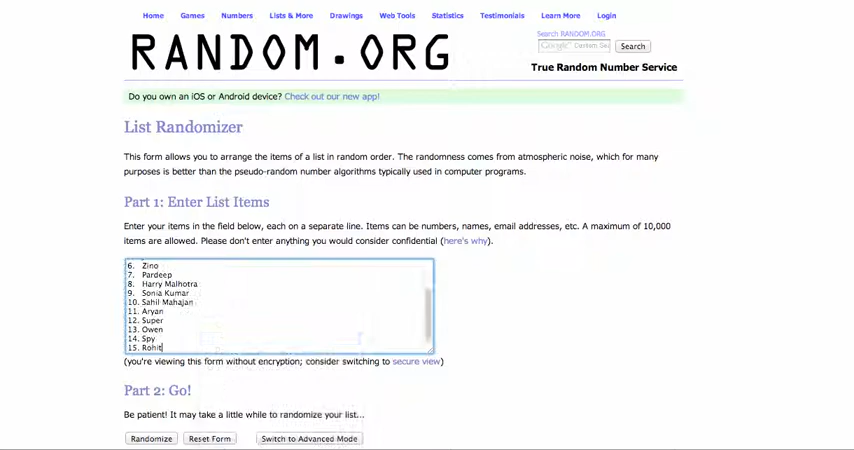 Home Games Numbers Lists & More Drawings Web Tools Statistics Testimonials Learn More Login
RANDOM.ORG
Search RANDOM.ORG
Google™ Custom Sea Search
True Random Number Service
Do you own an iOS or Android device? Check out our new app!
List Randomizer
This form allows you to arrange the items of a list in random order. The randomness comes from atmospheric noise, which for many
purposes is better than the pseudo-random number algorithms typically used in computer programs.
Part 1: Enter List Items
Enter your items in the field below, each on a separate line. Items can be numbers, names, email addresses, etc. A maximum of 10,000
items are allowed. Please don't enter anything you would consider confidential (here's why).
6. Zino
7. Pardeep
8. Harry Malhotra
9. Sonia Kumar
10. Sahil Mahajan
11. Aryan
12. Super
13. Owen
14. Spy
15. Rohit
(you're viewing this form without encryption; consider switching to secure view)
Part 2: Go!
Be patient! It may take a little while to randomize your list...
Randomize Reset Form Switch to Advanced Mode